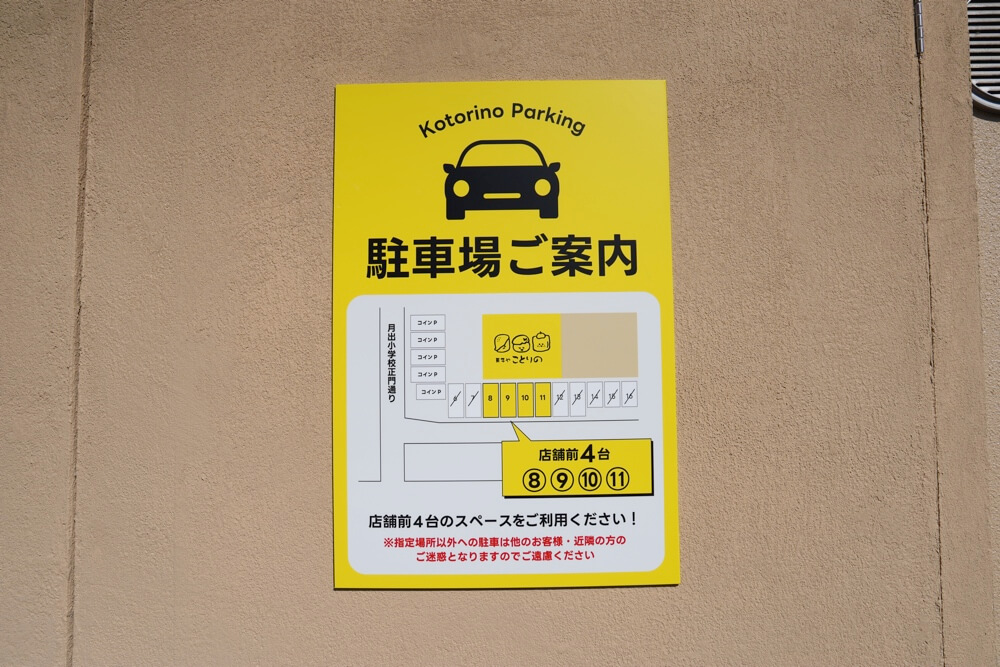 Kotorino Parking
駐車場ご案内
月出小学校正門通り
コインP
コインP
コインP
コインP
コインP
ことりの
6 7 8 9 10 11 12 13 14 15 16
店舗前4台
⑧⑨⑩⑪
店舗前4台のスペースをご利用ください！
※指定場所以外への駐車は他のお客様・近隣の方の
ご迷惑となりますのでご遠慮ください